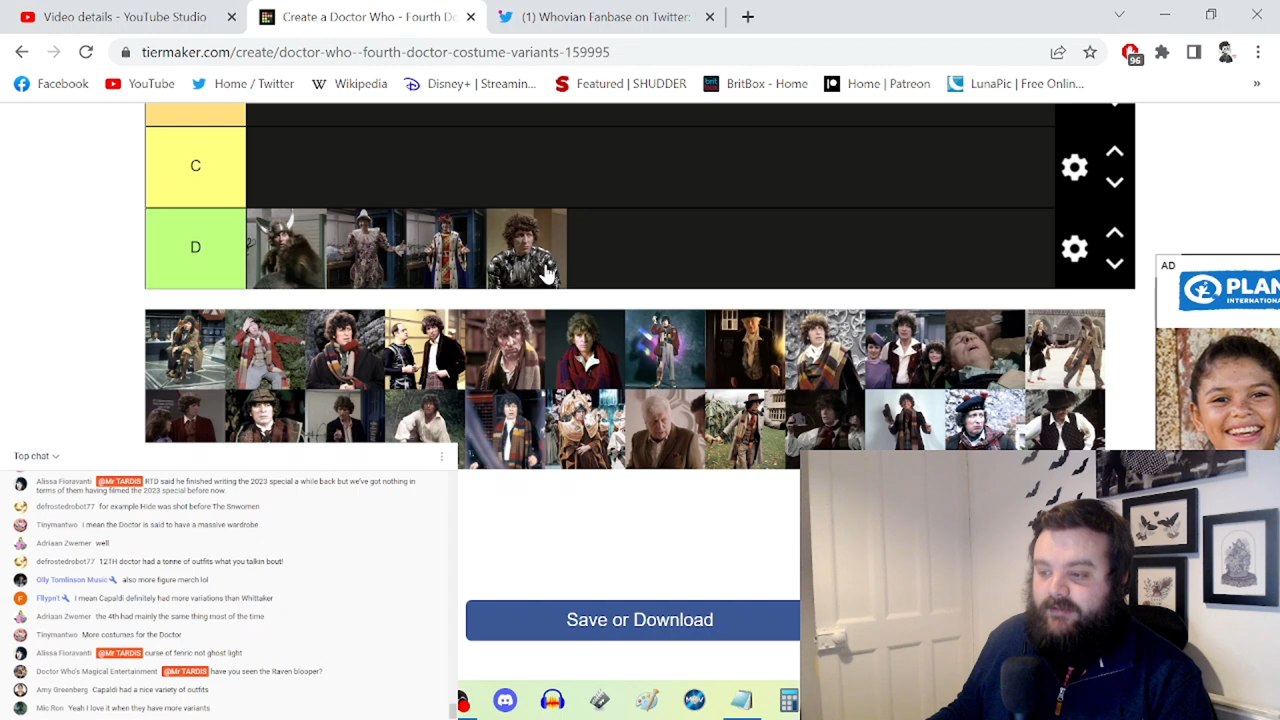 Video details - YouTube Studio
Create a Doctor Who - Fourth Do
(1) Whovian Fanbase on Twitter:
tiermaker.com/create/doctor-who--fourth-doctor-costume-variants-159995
96
Facebook
YouTube
Home / Twitter
Wikipedia
Disney+ | Streamin...
Featured | SHUDDER
BritBox - Home
Home | Patreon
LunaPic | Free Onlin...
»
C
D
AD
PLAN
INTERNATIONA
Top chat
Alissa Fioravanti @Mr TARDIS RTD said he finished writing the 2023 special a while back but we've got nothing in
terms of them having filmed the 2023 special before now.
defrostedrobot77 for example Hide was shot before The Snwomen
Tinymantwo I mean the Doctor is said to have a massive wardrobe
Adriaan Zwemer well
defrostedrobot77 12TH doctor had a tonne of outfits what you talkin bout!
Olly Tomlinson Music also more figure merch lol
Fllypn't I mean Capaldi definitely had more variations than Whittaker
Adriaan Zwemer the 4th had mainly the same thing most of the time
Tinymantwo More costumes for the Doctor
Alissa Fioravanti @Mr TARDIS curse of fenric not ghost light
Doctor Who's Magical Entertainment @Mr TARDIS have you seen the Raven blooper?
Amy Greenberg Capaldi had a nice variety of outfits
Mic Ron Yeah I love it when they have more variants
Save or Download